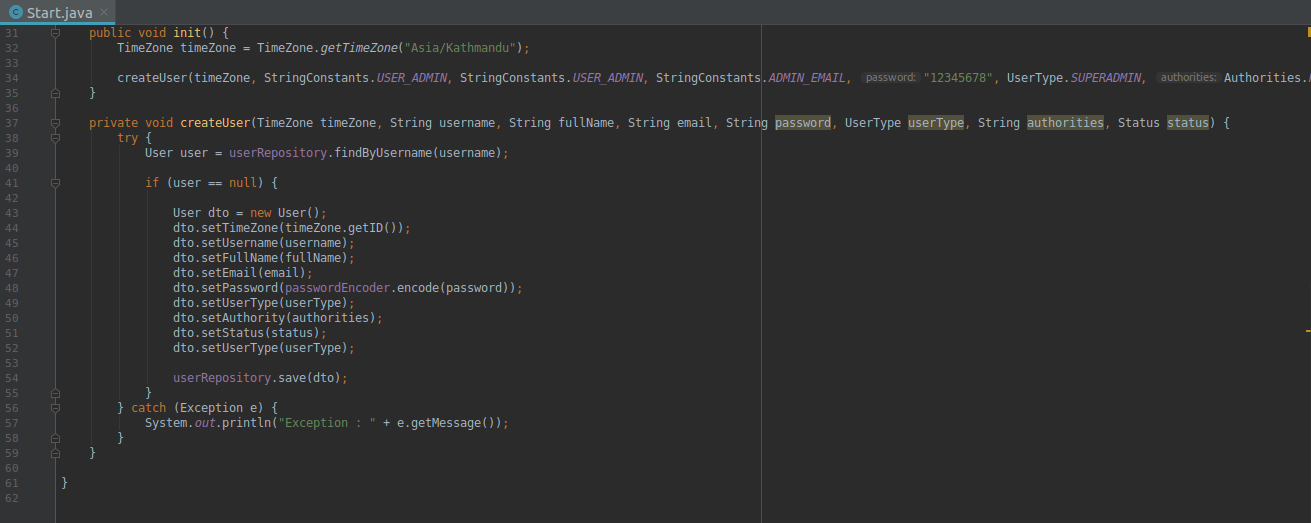 Start.java
31 public void init() {
32 TimeZone timeZone = TimeZone.getTimeZone("Asia/Kathmandu");
33
34 createUser(timeZone, StringConstants.USER_ADMIN, StringConstants.USER_ADMIN, StringConstants.ADMIN_EMAIL, password: "12345678", UserType.SUPERADMIN, authorities: Authorities.
35 }
36
37 private void createUser(TimeZone timeZone, String username, String fullName, String email, String password, UserType userType, String authorities, Status status) {
38 try {
39 User user = userRepository.findByUsername(username);
40
41 if (user == null) {
42
43 User dto = new User();
44 dto.setTimeZone(timeZone.getID());
45 dto.setUsername(username);
46 dto.setFullName(fullName);
47 dto.setEmail(email);
48 dto.setPassword(passwordEncoder.encode(password));
49 dto.setUserType(userType);
50 dto.setAuthority(authorities);
51 dto.setStatus(status);
52 dto.setUserType(userType);
53
54 userRepository.save(dto);
55 }
56 } catch (Exception e) {
57 System.out.println("Exception : " + e.getMessage());
58 }
59 }
60
61 }
62